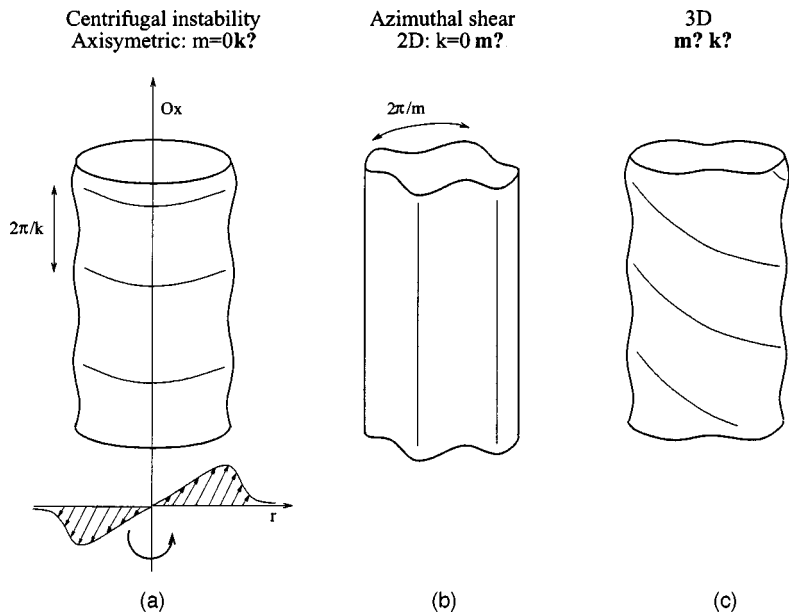 Centrifugal instability
Axisymetric: m=0k?
Azimuthal shear
2D: k=0 m?
3D
m? k?
Ox
2π/m
2π/k
r
(a)
(b)
(c)